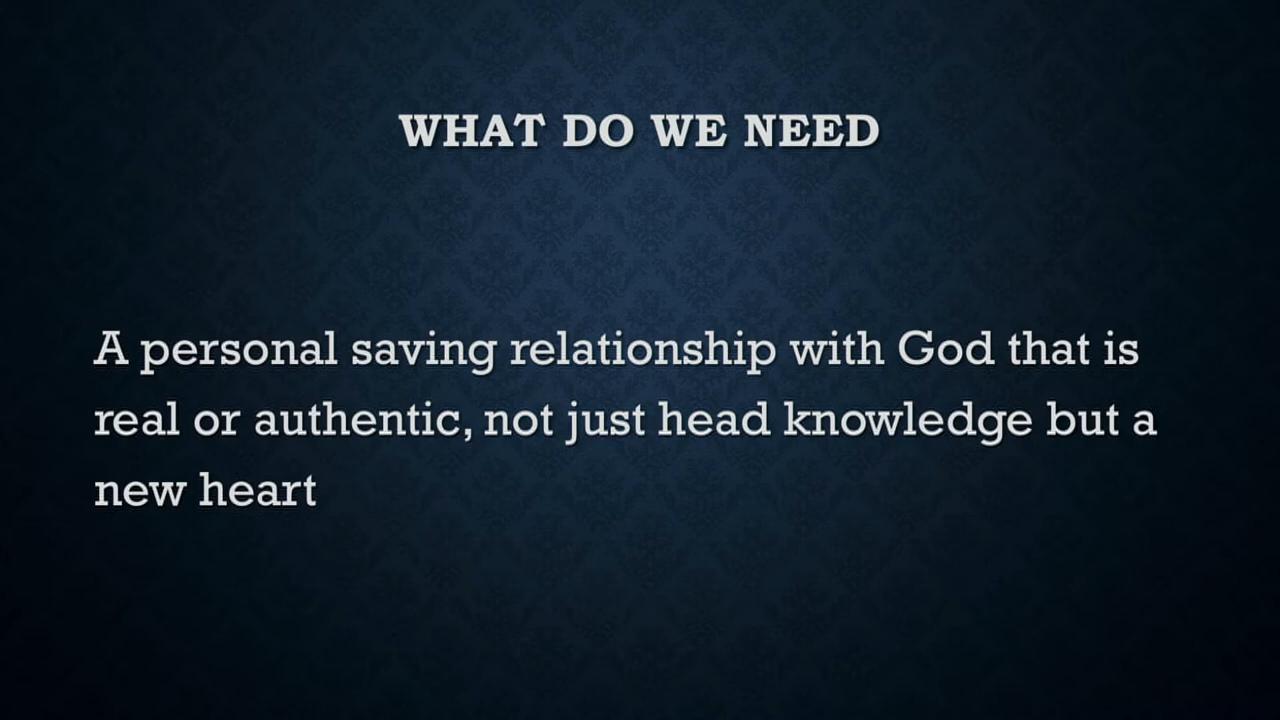 WHAT DO WE NEED
A personal saving relationship with God that is
real or authentic, not just head knowledge but a
new heart